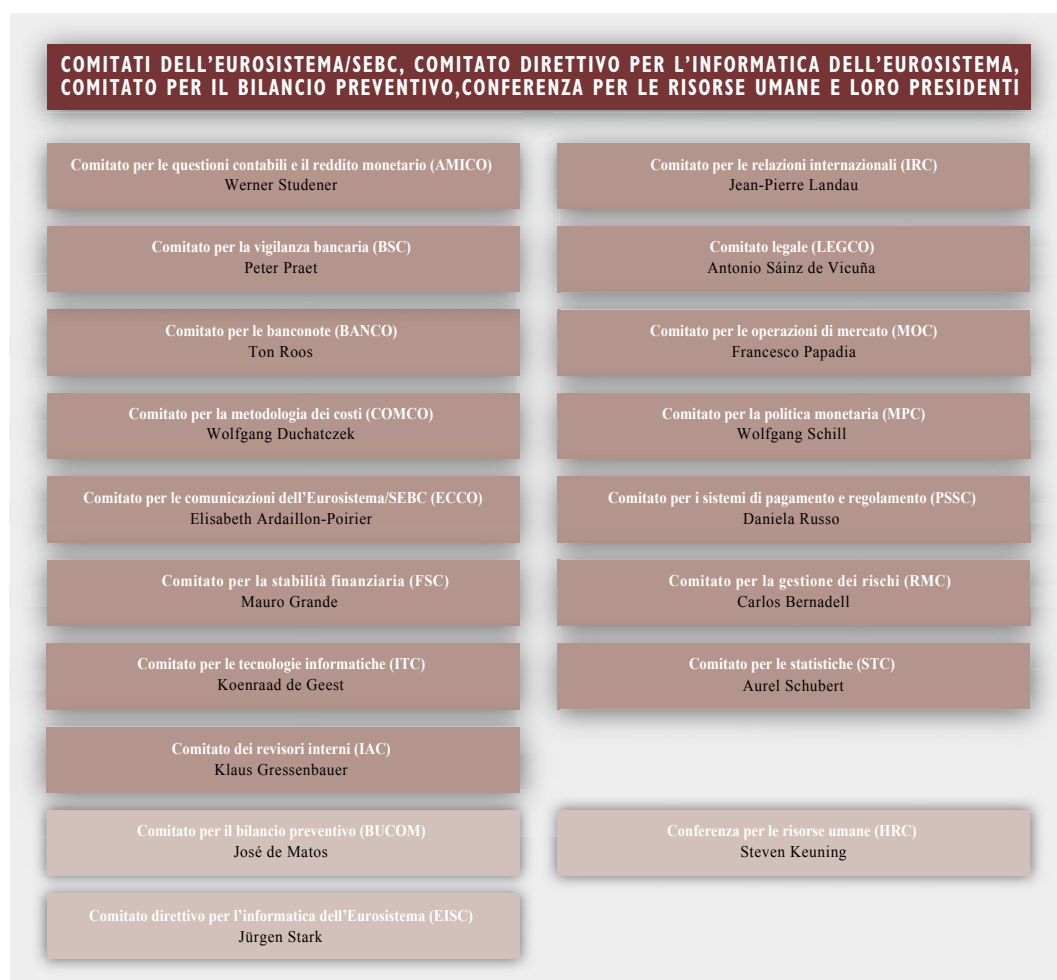 COMITATI DELL’EUROSISTEMA/SEBC, COMITATO DIRETTIVO PER L’INFORMATICA DELL’EUROSISTEMA,
COMITATO PER IL BILANCIO PREVENTIVO,CONFERENZA PER LE RISORSE UMANE E LORO PRESIDENTI
Comitato per le questioni contabili e il reddito monetario (AMICO)
Werner Studener
Comitato per la vigilanza bancaria (BSC)
Peter Praet
Comitato per le banconote (BANCO)
Ton Roos
Comitato per la metodologia dei costi (COMCO)
Wolfgang Duchatczek
Comitato per le comunicazioni dell’Eurosistema/SEBC (ECCO)
Elisabeth Ardaillon-Poirier
Comitato per la stabilità finanziaria (FSC)
Mauro Grande
Comitato per le tecnologie informatiche (ITC)
Koenraad de Geest
Comitato dei revisori interni (IAC)
Klaus Gressenbauer
Comitato per il bilancio preventivo (BUCOM)
José de Matos
Comitato direttivo per l’informatica dell’Eurosistema (EISC)
Jürgen Stark
Comitato per le relazioni internazionali (IRC)
Jean-Pierre Landau
Comitato legale (LEGCO)
Antonio Sáinz de Vicuña
Comitato per le operazioni di mercato (MOC)
Francesco Papadia
Comitato per la politica monetaria (MPC)
Wolfgang Schill
Comitato per i sistemi di pagamento e regolamento (PSSC)
Daniela Russo
Comitato per la gestione dei rischi (RMC)
Carlos Bernadell
Comitato per le statistiche (STC)
Aurel Schubert
Conferenza per le risorse umane (HRC)
Steven Keuning